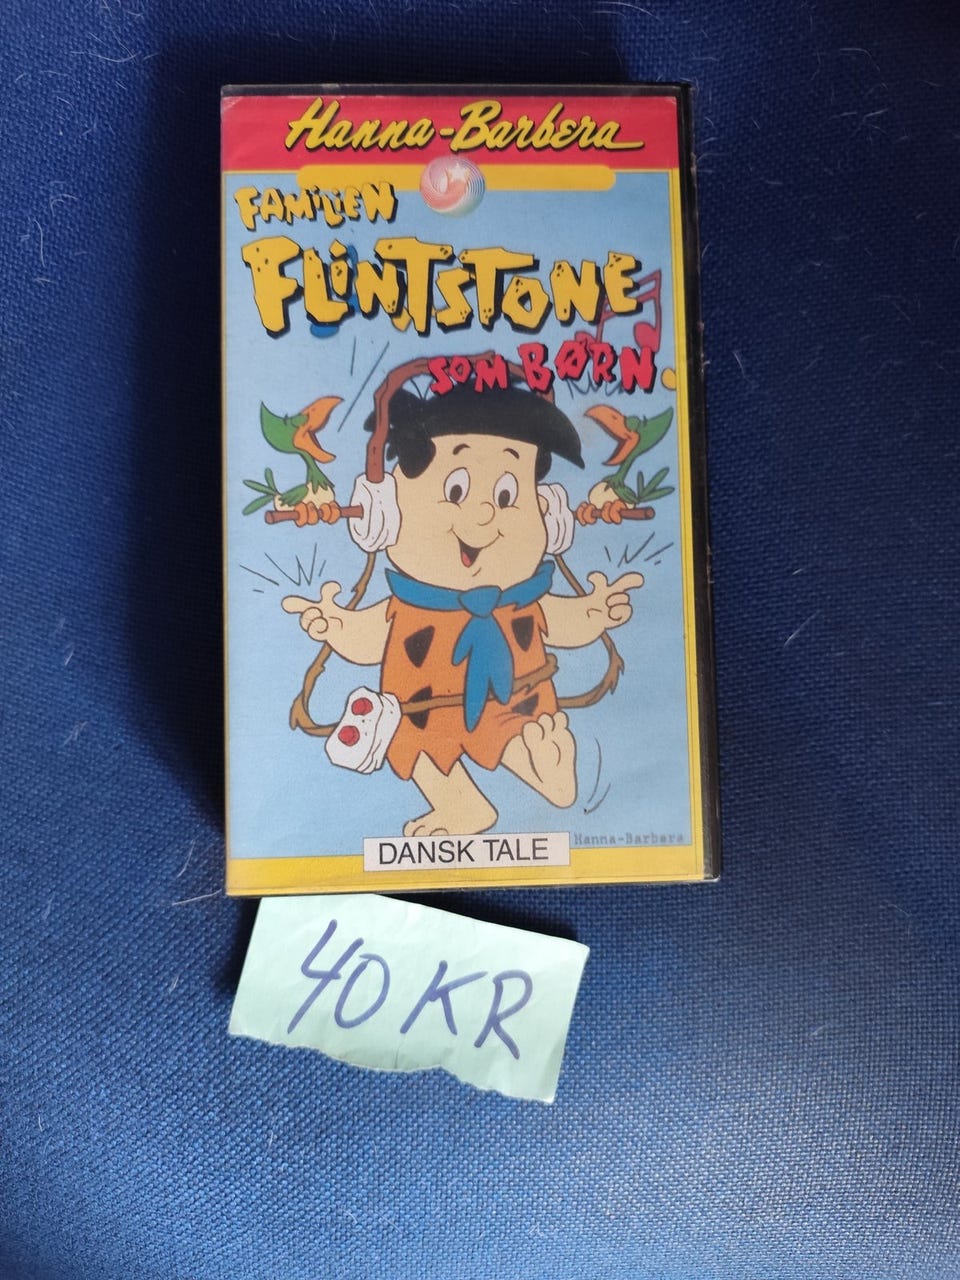 Hanna-Barbera
FAMILIEN
FLINTSTONE
SOM BØRN
Hanna-Barbera
DANSK TALE
40 KR